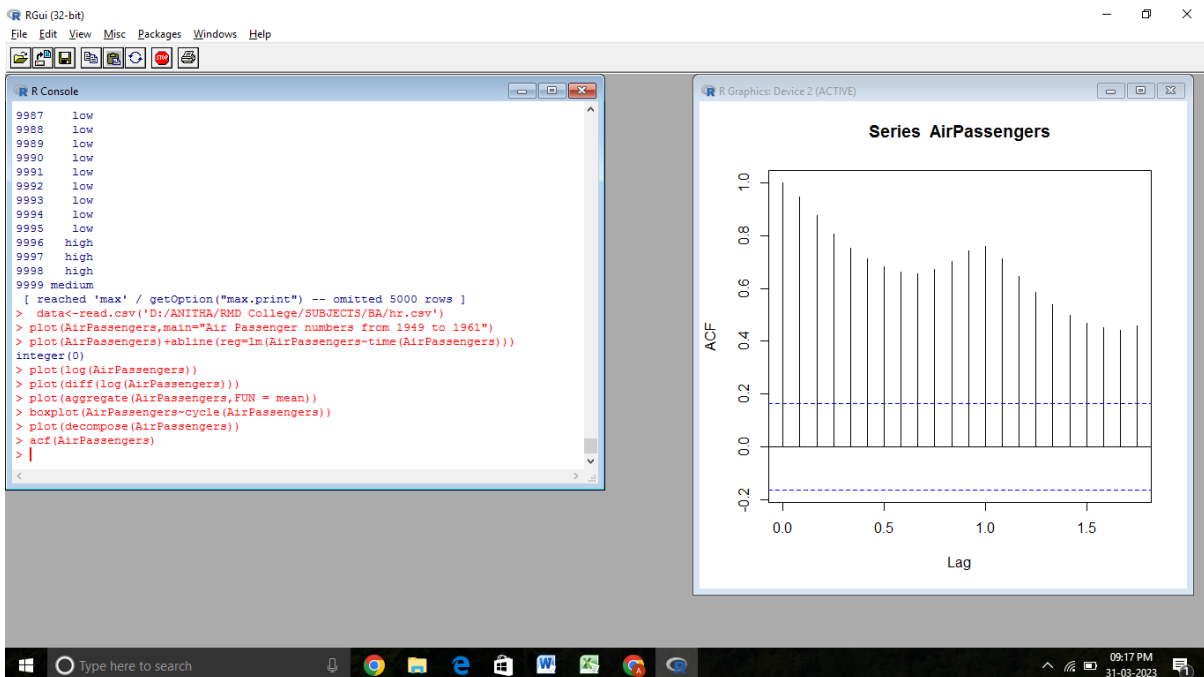 RGui (32-bit)
File Edit View Misc Packages Windows Help
STOP
R Console
9987 low
9988 low
9989 low
9990 low
9991 low
9992 low
9993 low
9994 low
9995 low
9996 high
9997 high
9998 high
9999 medium
[ reached 'max' / getOption("max.print") -- omitted 5000 rows ]
> data<-read.csv('D:/ANITHA/RMD College/SUBJECTS/BA/hr.csv')
> plot(AirPassengers,main="Air Passenger numbers from 1949 to 1961")
> plot(AirPassengers)+abline(reg=lm(AirPassengers~time(AirPassengers)))
integer(0)
> plot(log(AirPassengers))
> plot(diff(log(AirPassengers)))
> plot(aggregate(AirPassengers,FUN = mean))
> boxplot(AirPassengers~cycle(AirPassengers))
> plot(decompose(AirPassengers))
> acf(AirPassengers)
>
R Graphics: Device 2 (ACTIVE)
Series AirPassengers
1.0
0.8
0.6
0.4
0.2
0.0
-0.2
ACF
0.0 0.5 1.0 1.5
Lag
Type here to search
09:17 PM
31-03-2023